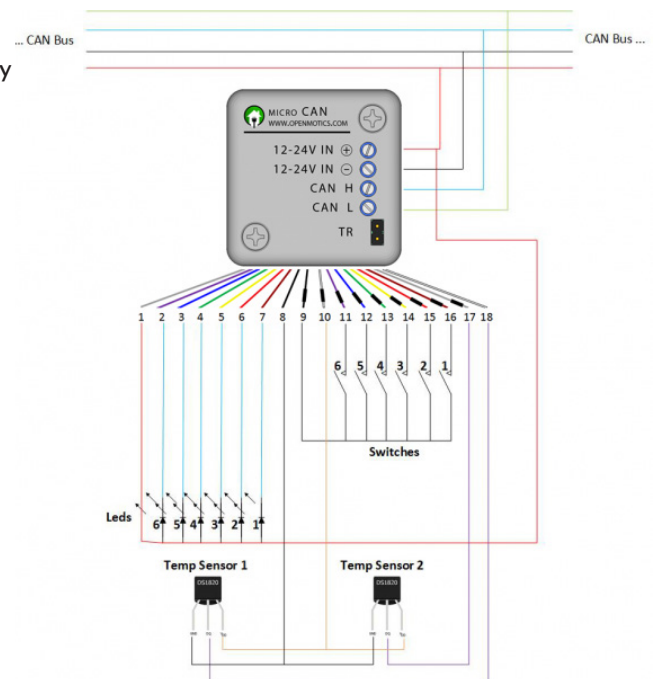 ... CAN Bus
CAN Bus ...
y
MICRO CAN
WWW.OPENMOTICS.COM
12-24V IN +
12-24V IN −
CAN H
CAN L
TR
1 2 3 4 5 6 7 8 9 10 11 12 13 14 15 16 17 18
6 5 4 3 2 1
Switches
Leds
6 5 4 3 2 1
Temp Sensor 1
Temp Sensor 2
DS1820
DS1820